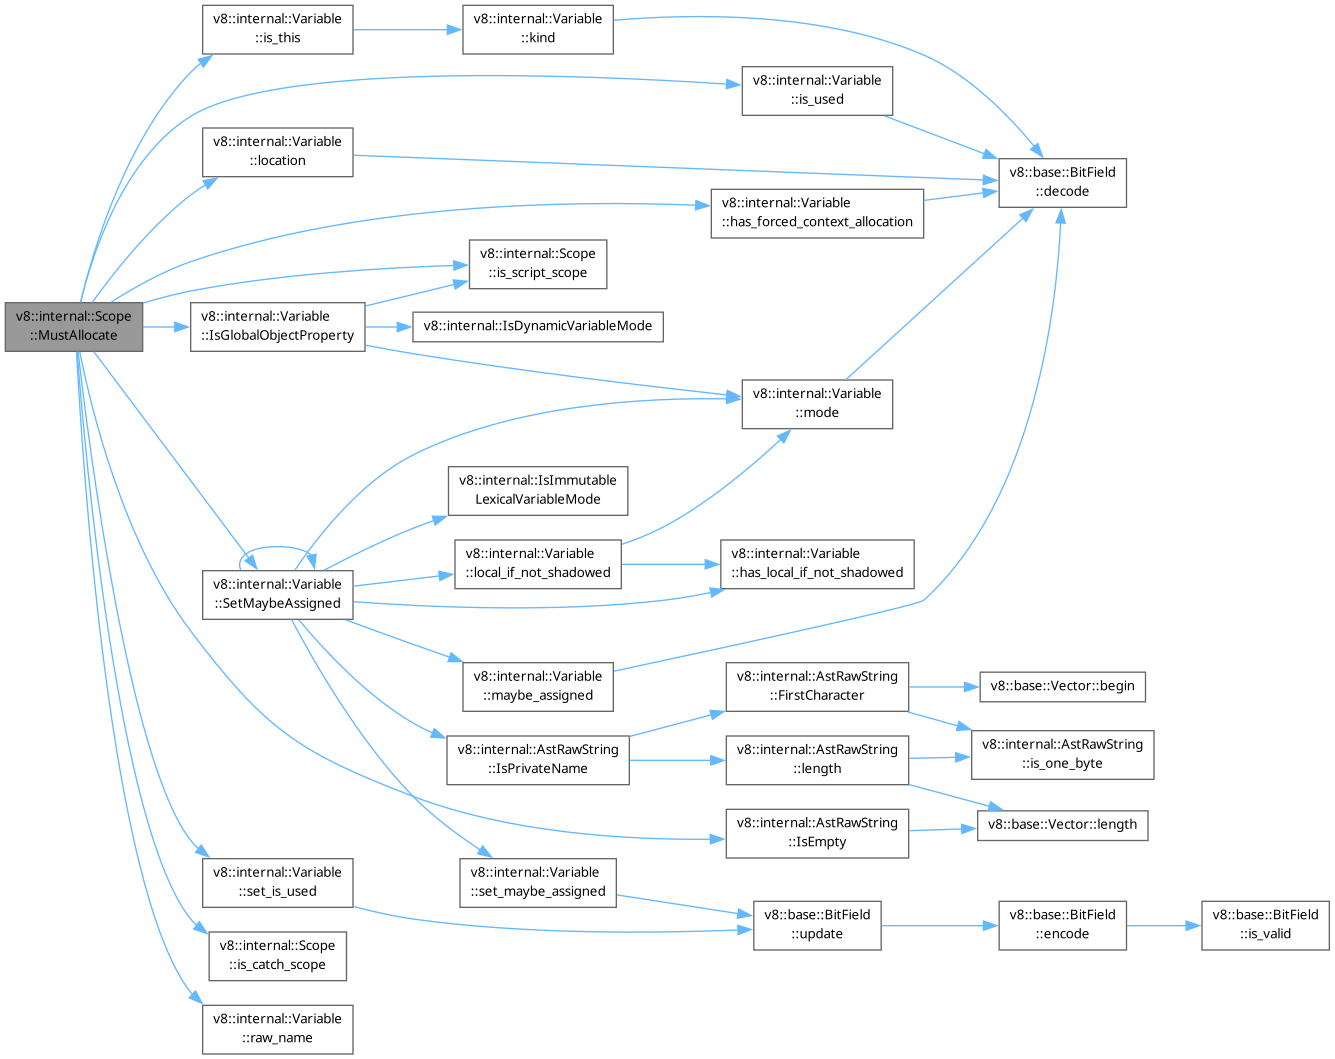 v8::internal::Variable
::is_this
v8::internal::Variable
::kind
v8::internal::Variable
::is_used
v8::internal::Variable
::location
v8::base::BitField
::decode
v8::internal::Variable
::has_forced_context_allocation
v8::internal::Scope
::is_script_scope
v8::internal::Scope
::MustAllocate
v8::internal::Variable
::IsGlobalObjectProperty
v8::internal::IsDynamicVariableMode
v8::internal::Variable
::mode
v8::internal::IsImmutable
LexicalVariableMode
v8::internal::Variable
::local_if_not_shadowed
v8::internal::Variable
::has_local_if_not_shadowed
v8::internal::Variable
::SetMaybeAssigned
v8::internal::Variable
::maybe_assigned
v8::internal::AstRawString
::FirstCharacter
v8::base::Vector::begin
v8::internal::AstRawString
::IsPrivateName
v8::internal::AstRawString
::length
v8::internal::AstRawString
::is_one_byte
v8::internal::AstRawString
::IsEmpty
v8::base::Vector::length
v8::internal::Variable
::set_is_used
v8::internal::Variable
::set_maybe_assigned
v8::base::BitField
::update
v8::base::BitField
::encode
v8::base::BitField
::is_valid
v8::internal::Scope
::is_catch_scope
v8::internal::Variable
::raw_name